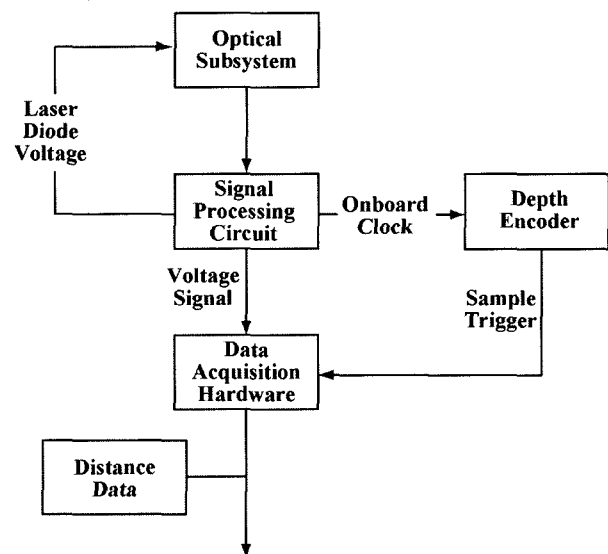 Optical
Subsystem
Laser
Diode
Voltage
Signal
Processing
Circuit
Onboard
Clock
Depth
Encoder
Voltage
Signal
Sample
Trigger
Data
Acquisition
Hardware
Distance
Data